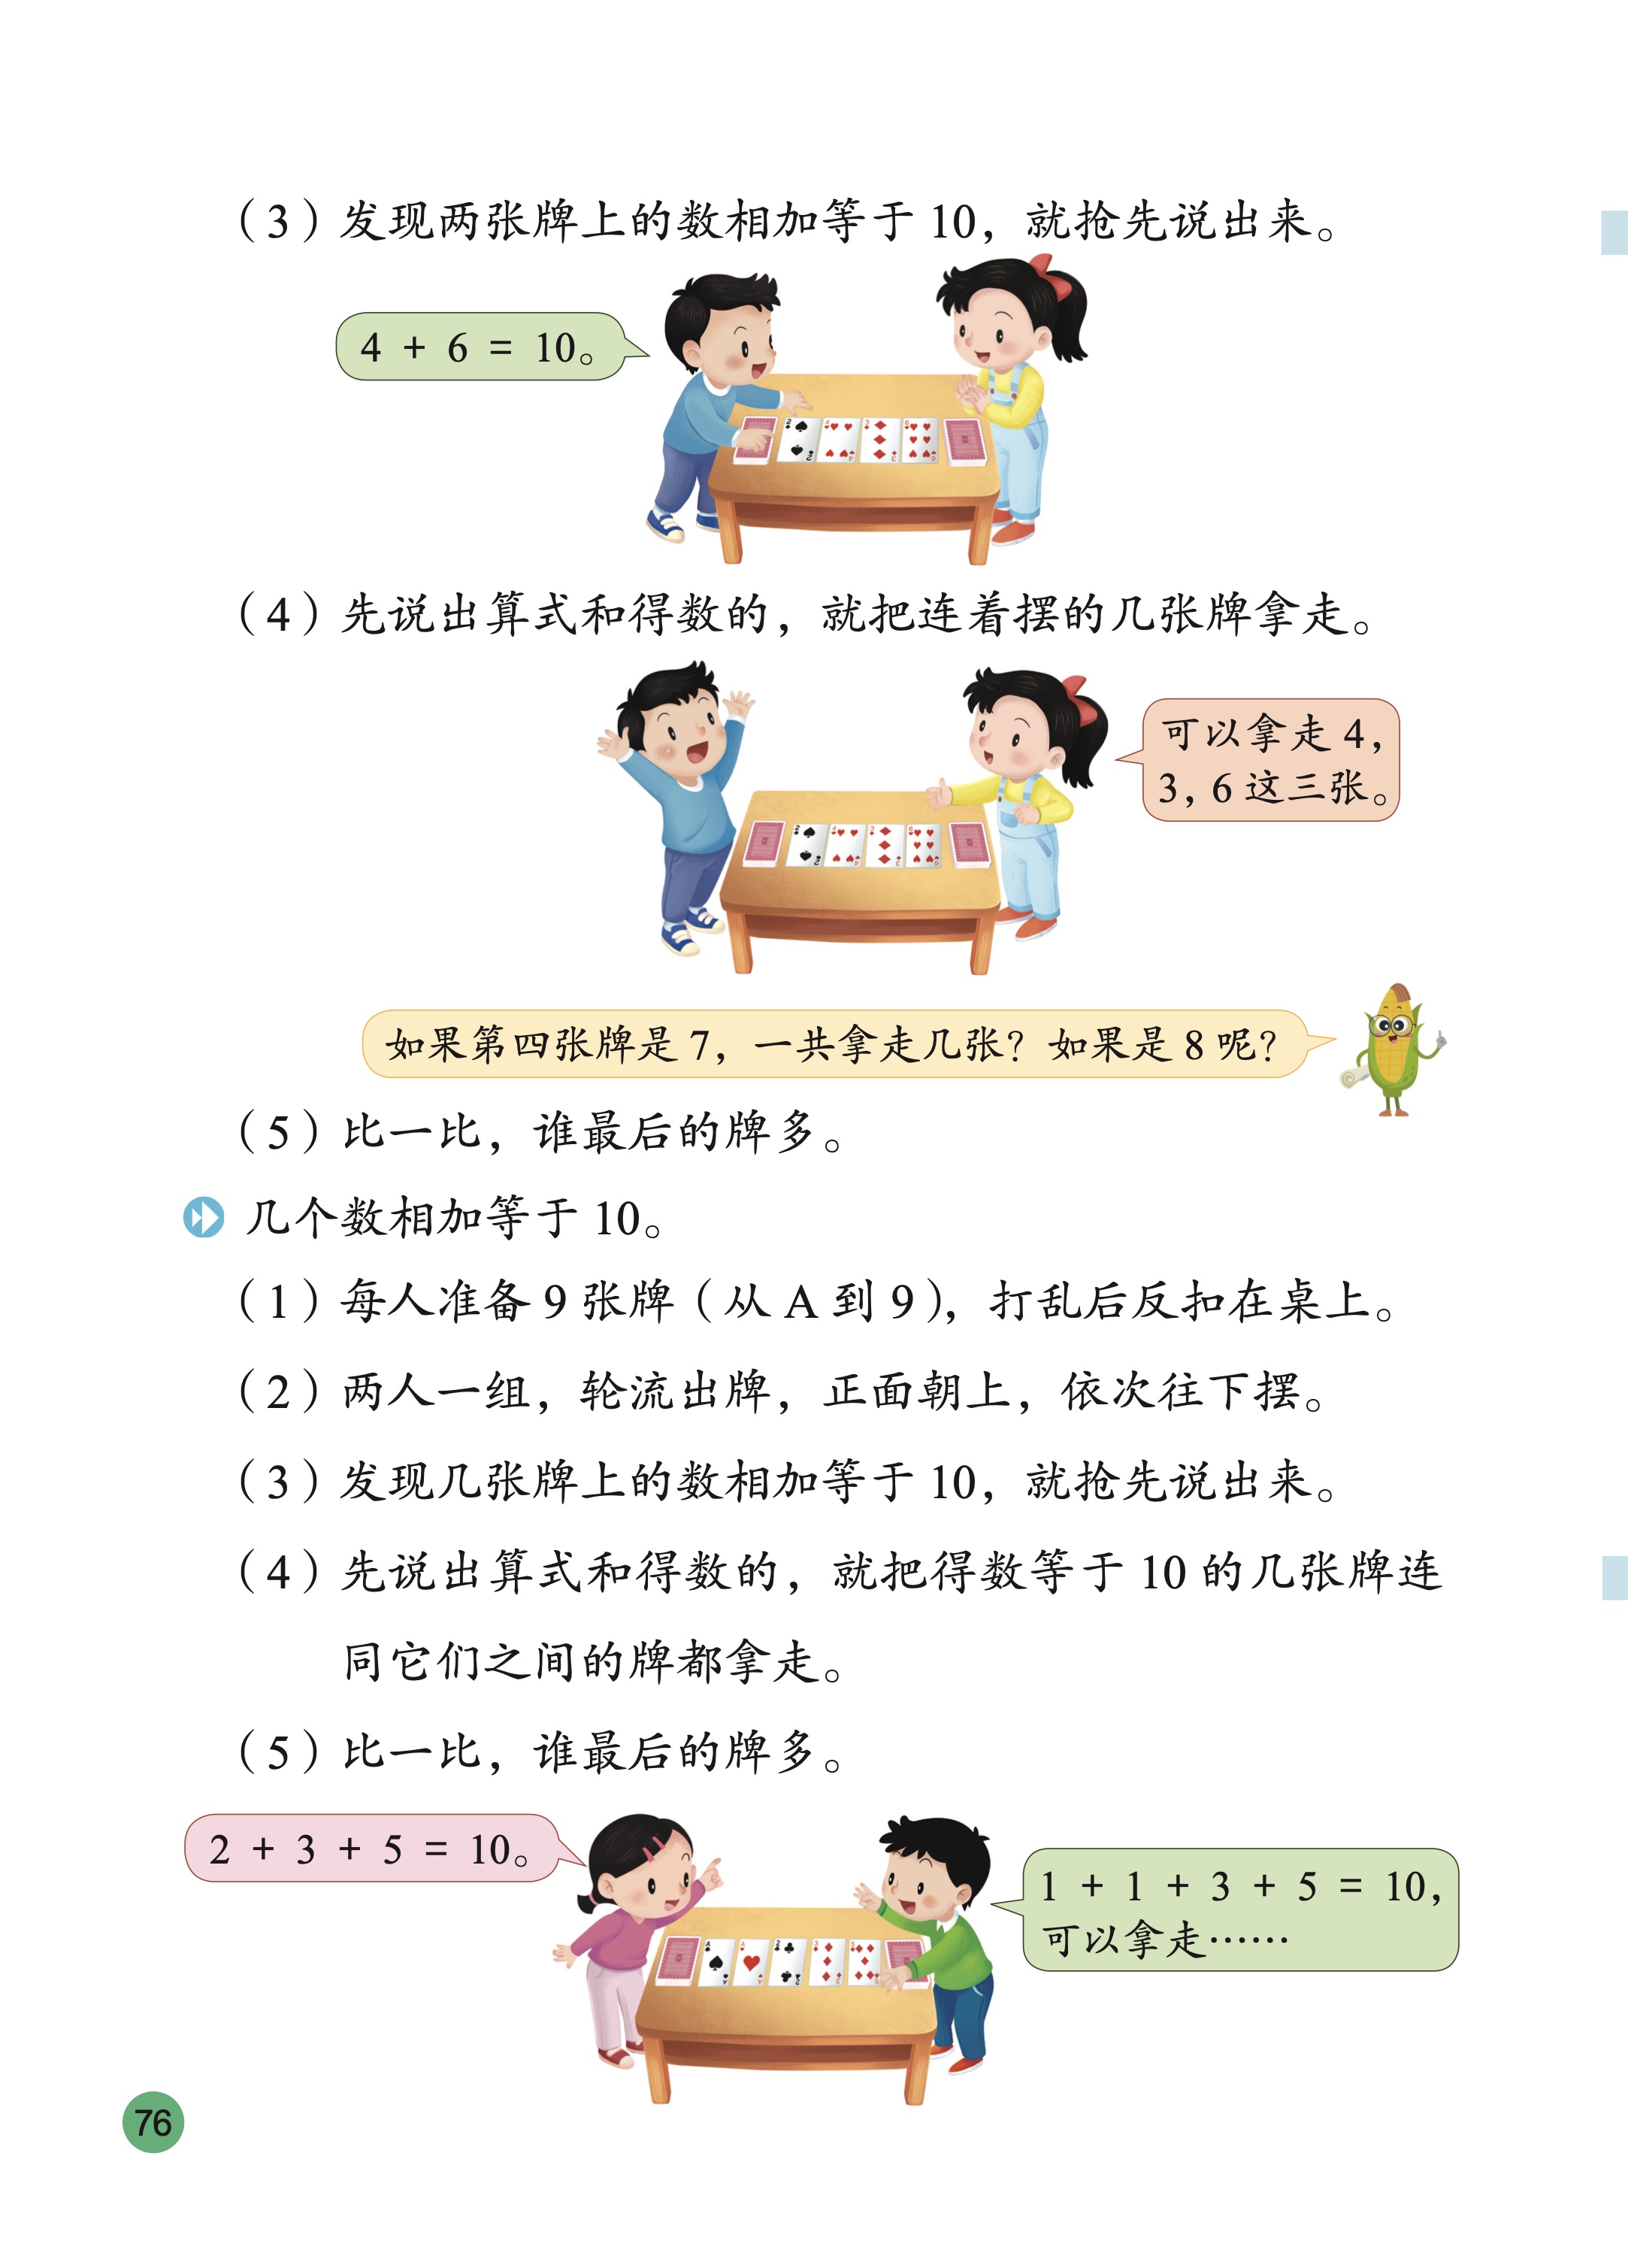 （3）发现两张牌上的数相加等于 10，就抢先说出来。
4 + 6 = 10。
（4）先说出算式和得数的，就把连着摆的几张牌拿走。
可以拿走 4，
3，6 这三张。
如果第四张牌是 7，一共拿走几张？如果是 8 呢？
（5）比一比，谁最后的牌多。
几个数相加等于 10。
（1）每人准备 9 张牌（从 A 到 9），打乱后反扣在桌上。
（2）两人一组，轮流出牌，正面朝上，依次往下摆。
（3）发现几张牌上的数相加等于 10，就抢先说出来。
（4）先说出算式和得数的，就把得数等于 10 的几张牌连
同它们之间的牌都拿走。
（5）比一比，谁最后的牌多。
2 + 3 + 5 = 10。
1 + 1 + 3 + 5 = 10，
可以拿走……
76